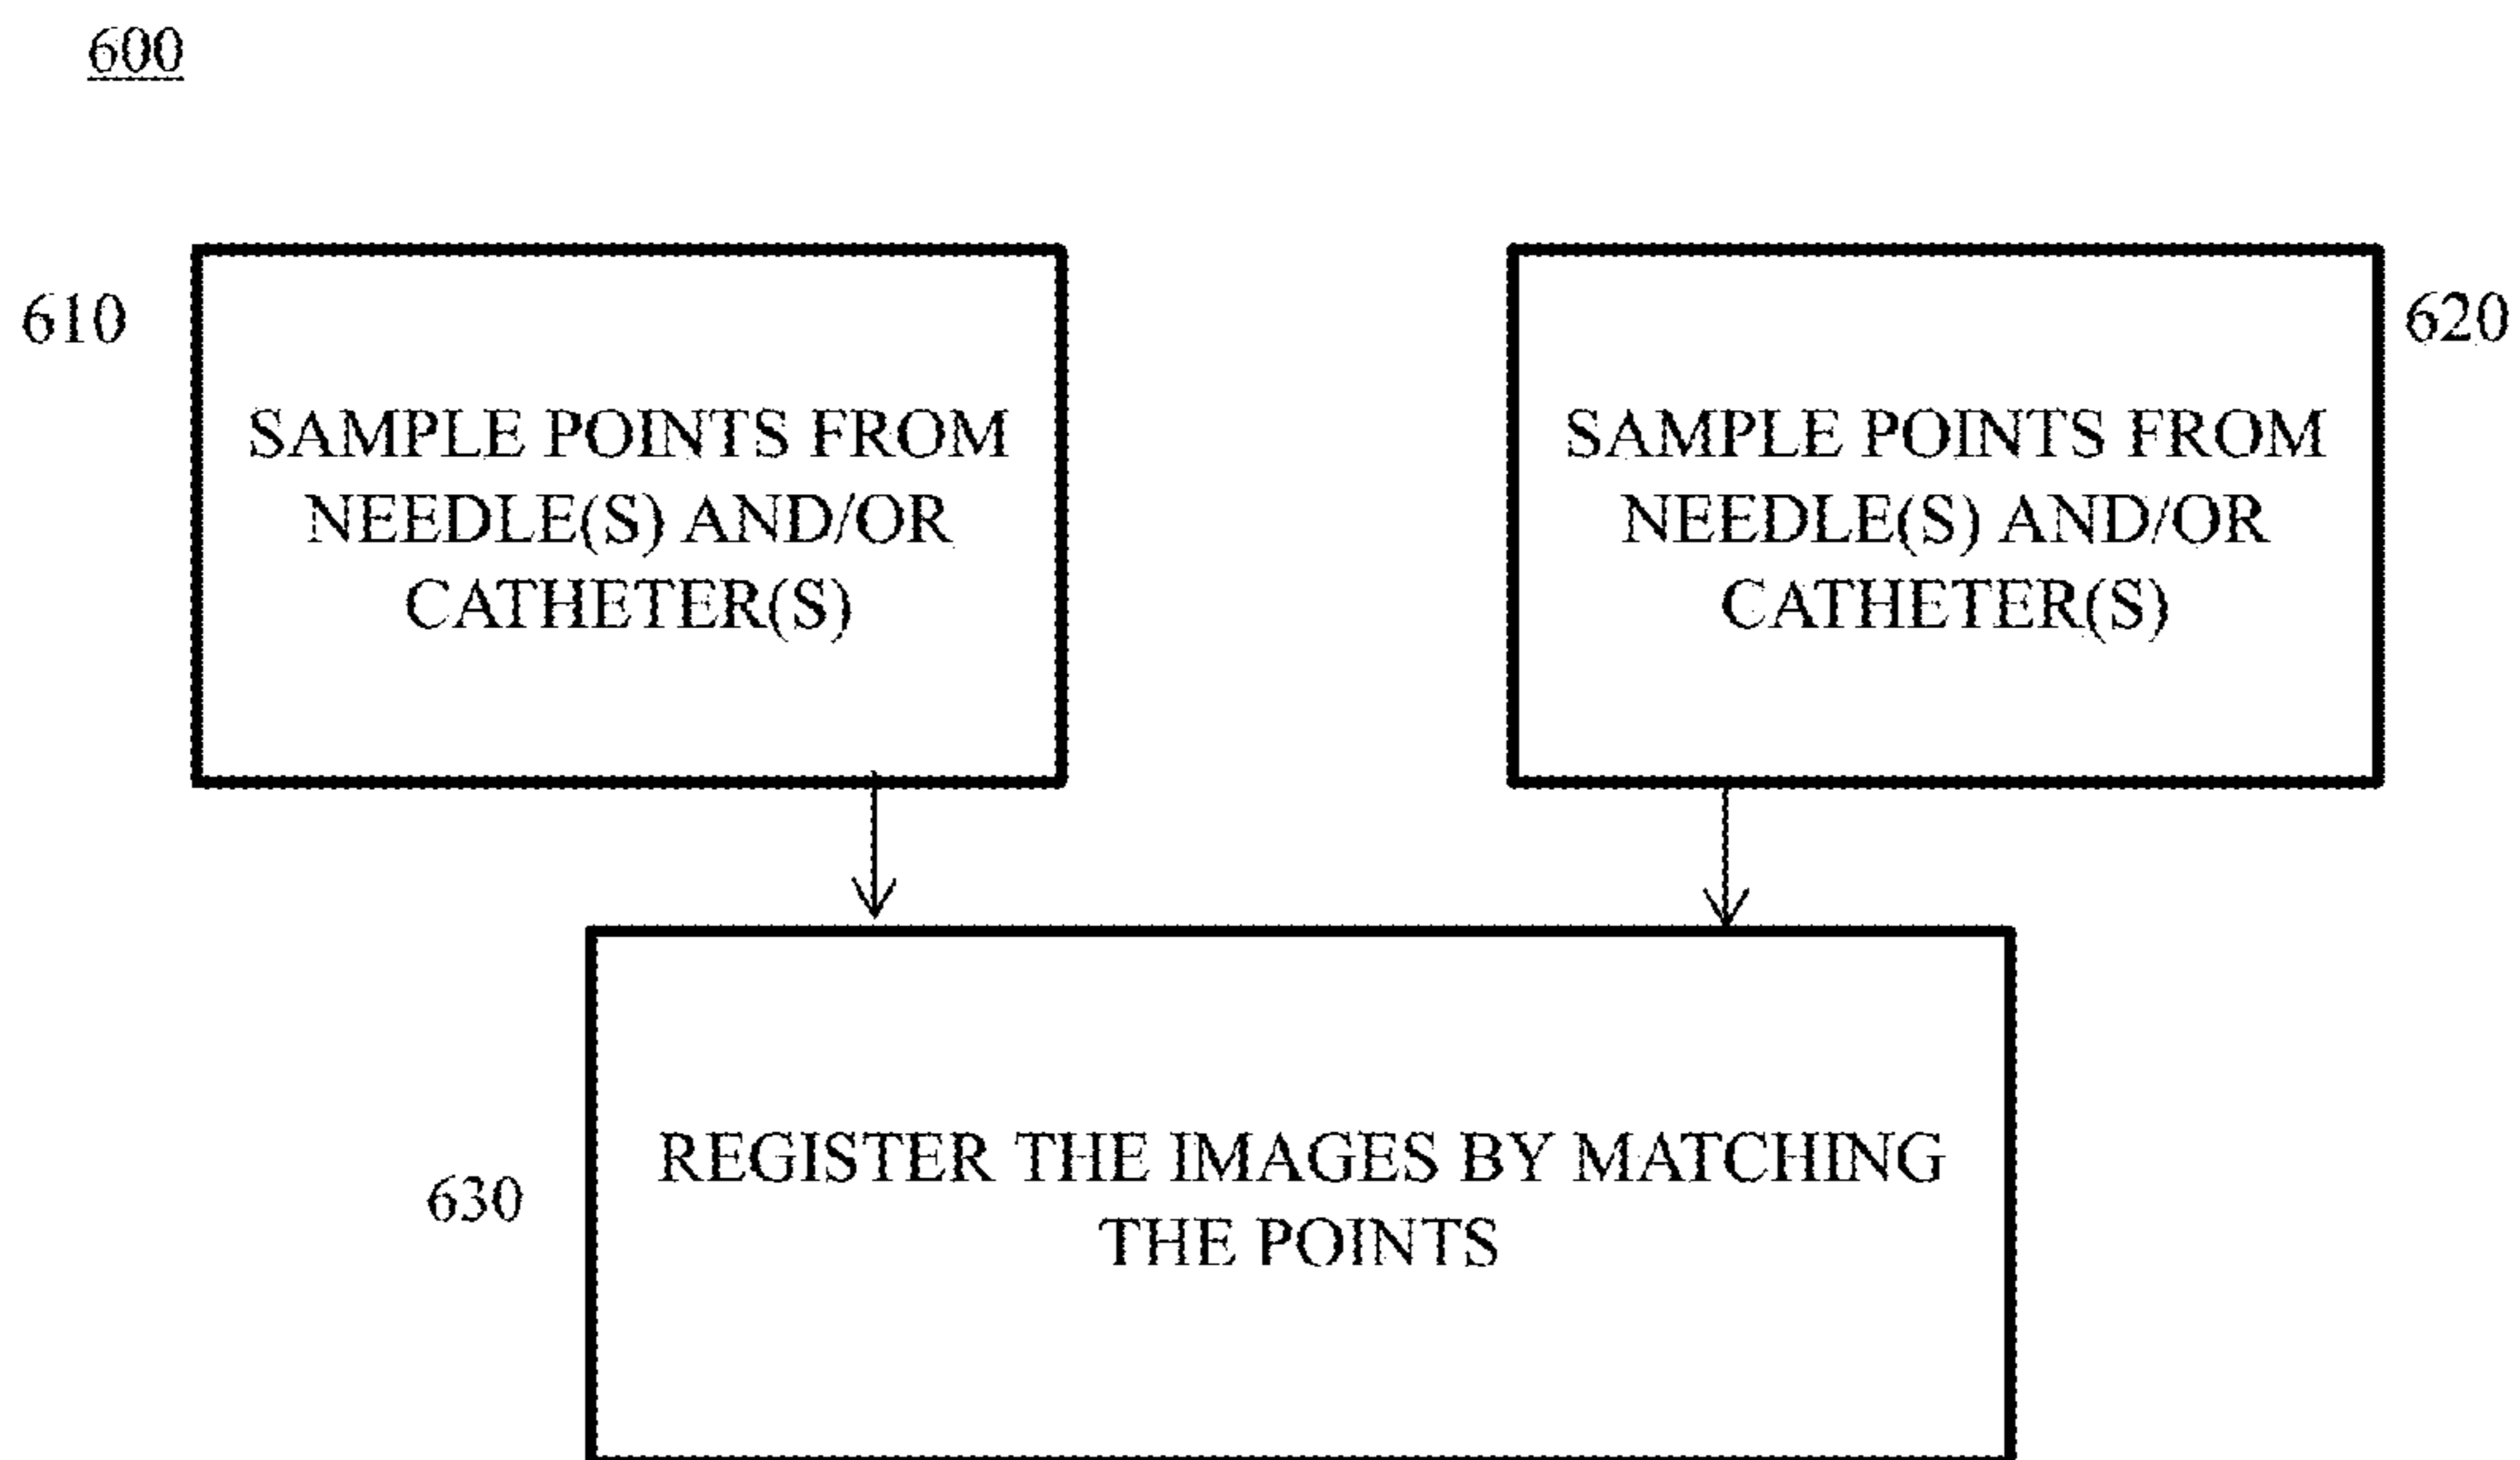 600
610
SAMPLE POINTS FROM
NEEDLE(S) AND/OR
CATHETER(S)
SAMPLE POINTS FROM
NEEDLE(S) AND/OR
CATHETER(S)
620
630
REGISTER THE IMAGES BY MATCHING
THE POINTS